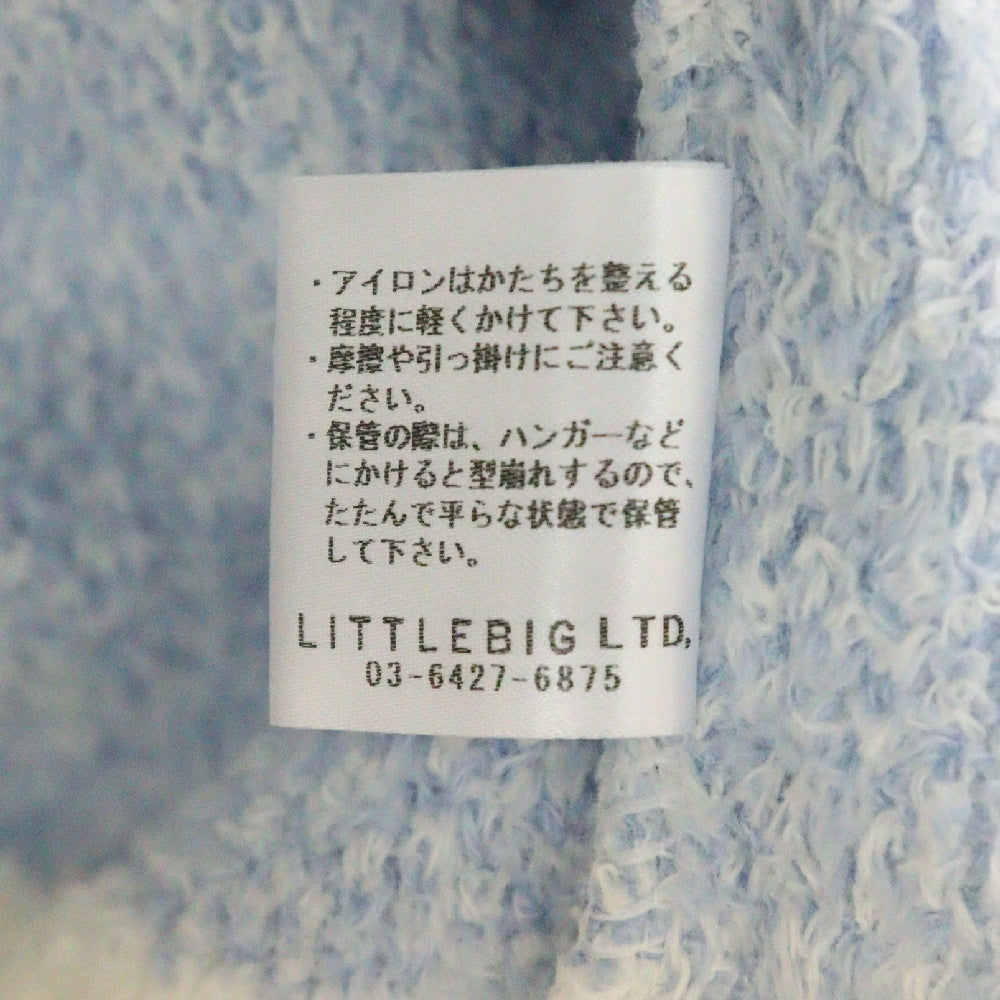 ・アイロンはかたちを整える
程度に軽くかけて下さい。
・摩擦や引っ掛けにご注意く
ださい。
・保管の際は、ハンガーなど
にかけると型崩れするので、
たたんで平らな状態で保管
して下さい。
LITTLEBIG LTD,
03-6427-6875